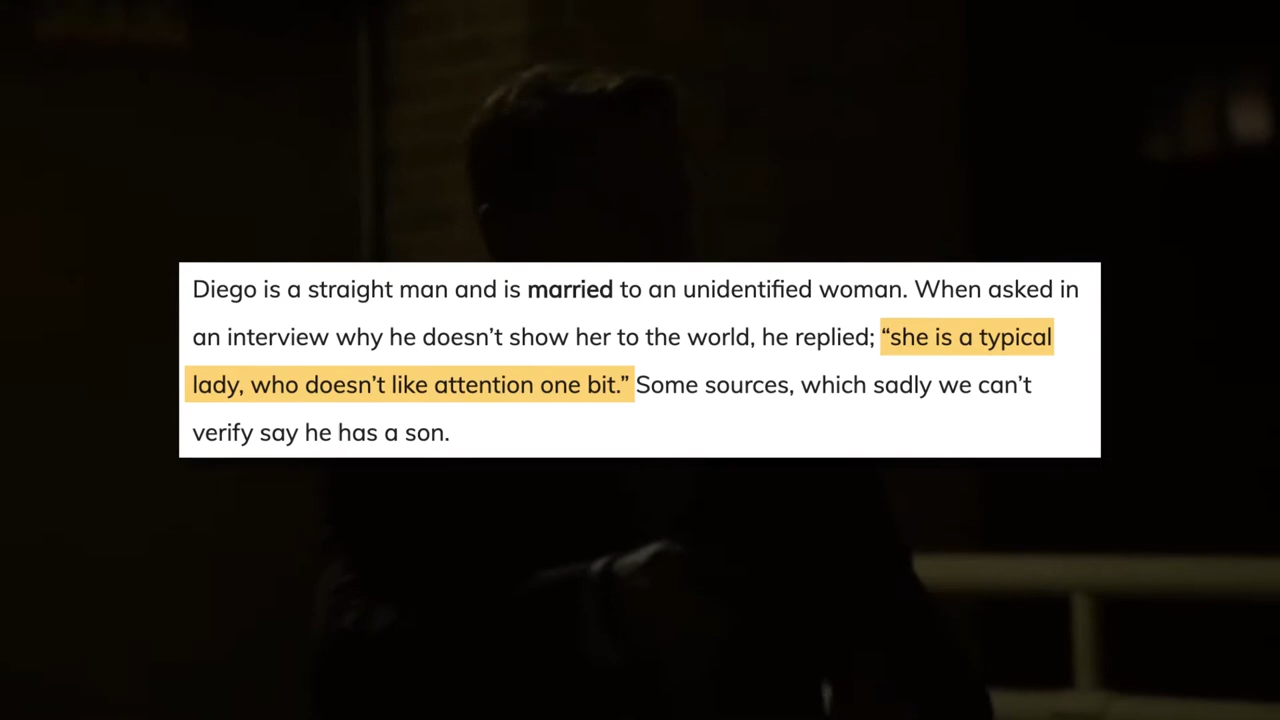 Diego is a straight man and is married to an unidentified woman. When asked in
an interview why he doesn’t show her to the world, he replied; “she is a typical
lady, who doesn’t like attention one bit.” Some sources, which sadly we can’t
verify say he has a son.